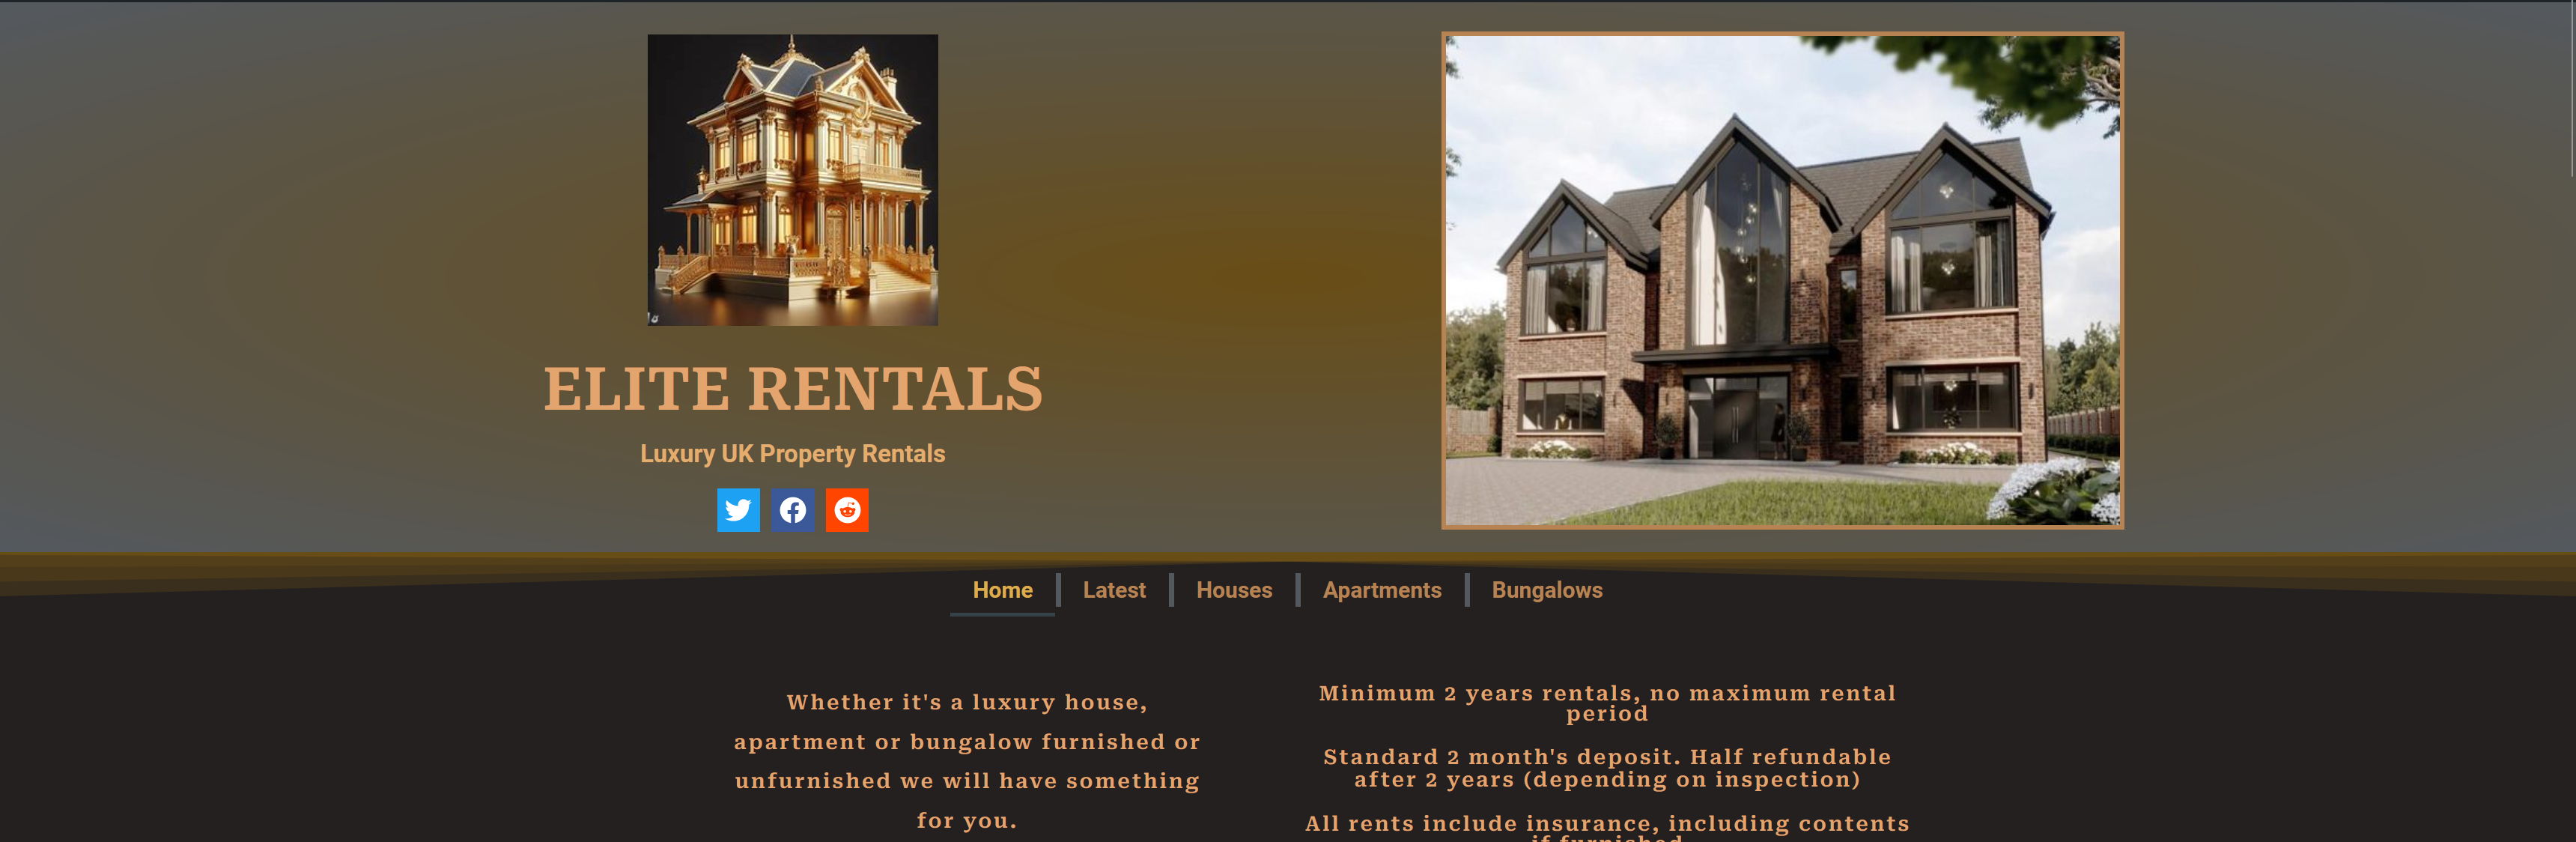 ELITE RENTALS
Luxury UK Property Rentals
Home
Latest
Houses
Apartments
Bungalows
Whether it's a luxury house,
apartment or bungalow furnished or
unfurnished we will have something
for you.
Minimum 2 years rentals, no maximum rental
period
Standard 2 month's deposit. Half refundable
after 2 years (depending on inspection)
All rents include insurance, including contents
if furnished